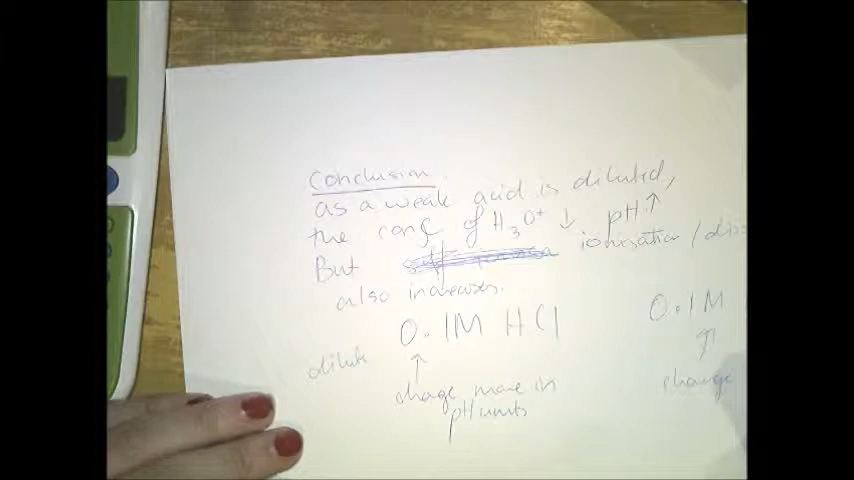 Conclusion
as a weak acid is diluted,
the conc of H3O+ ↓ pH ↑
But ionisation / diss
also increases.
0.1M HCl 0.1M
dilute ↑ ↑
change more in change
pH units